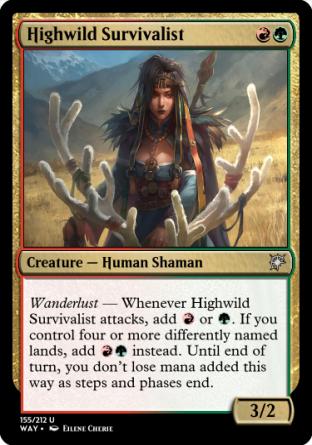 Highwild Survivalist
Creature — Human Shaman
Wanderlust — Whenever Highwild
Survivalist attacks, add or . If you
control four or more differently named
lands, add instead. Until end of
turn, you don't lose mana added this
way as steps and phases end.
3/2
155/212 U
WAY • Eilene Cherie